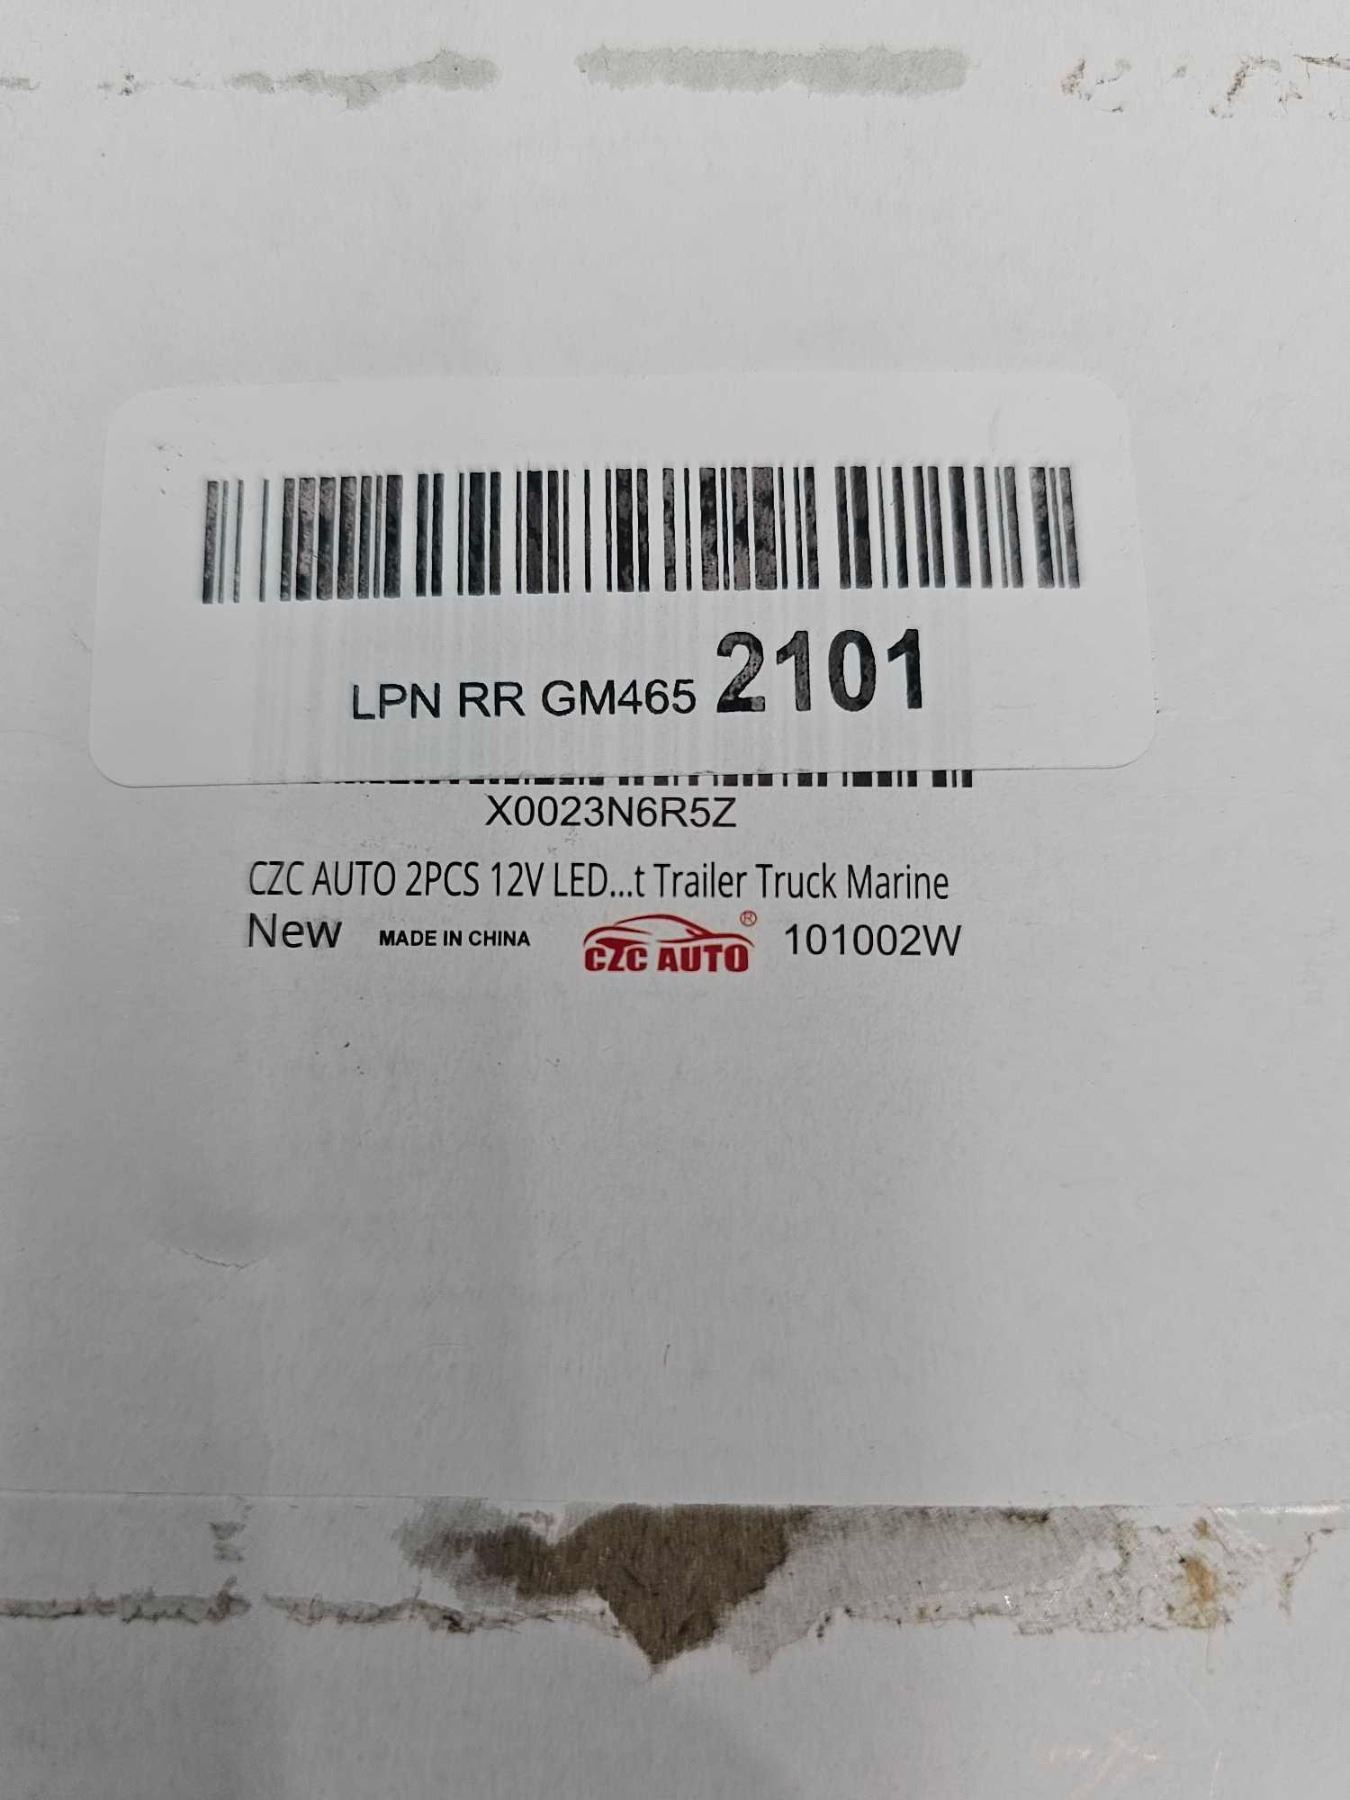 LPN RR GM465 2101
X0023N6R5Z
CZC AUTO 2PCS 12V LED...t Trailer Truck Marine
New MADE IN CHINA CZC AUTO ® 101002W